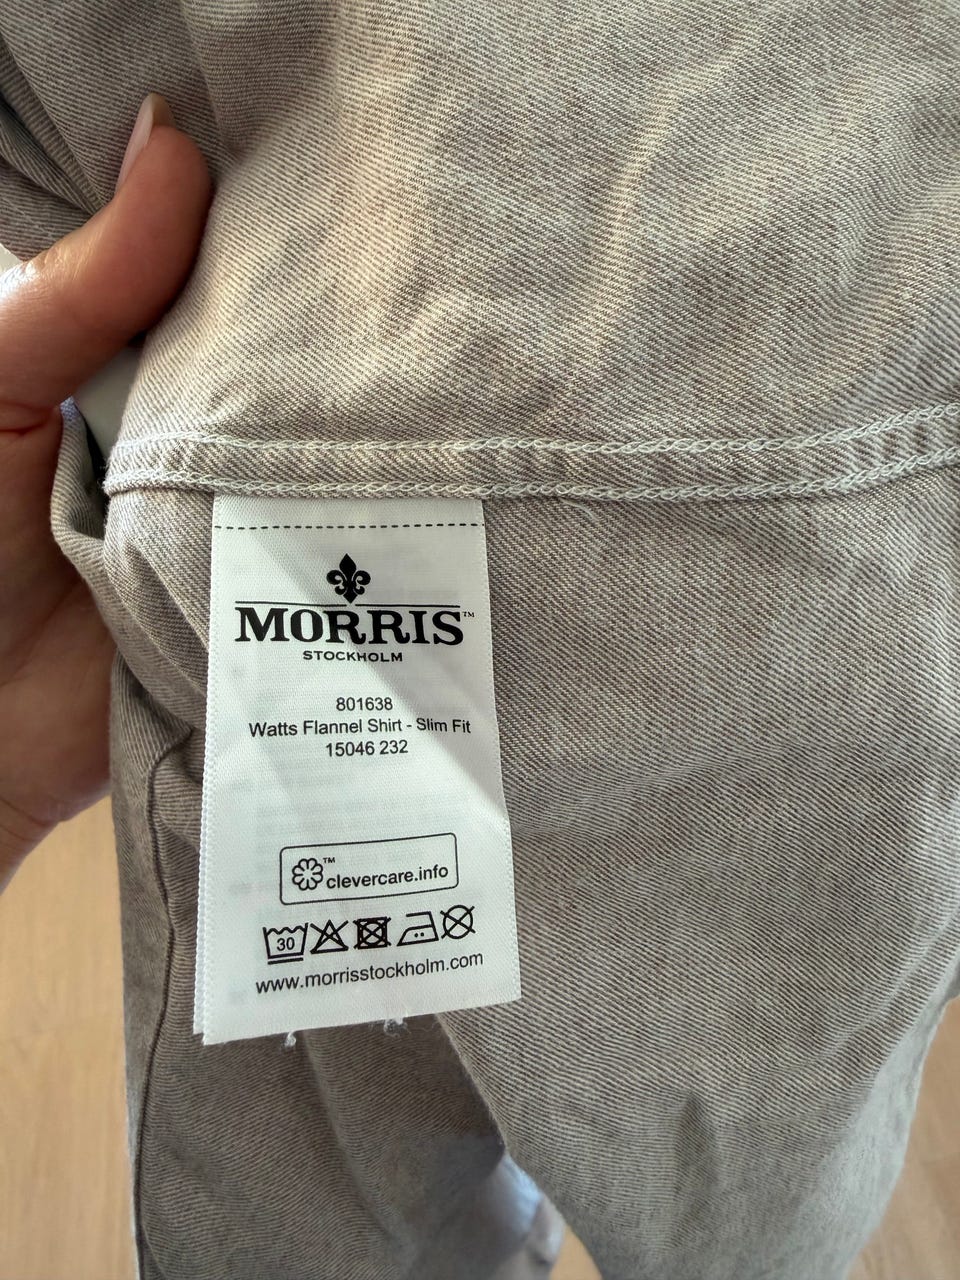 MORRIS™
STOCKHOLM
801638
Watts Flannel Shirt - Slim Fit
15046 232
™
clevercare.info
30
www.morrisstockholm.com